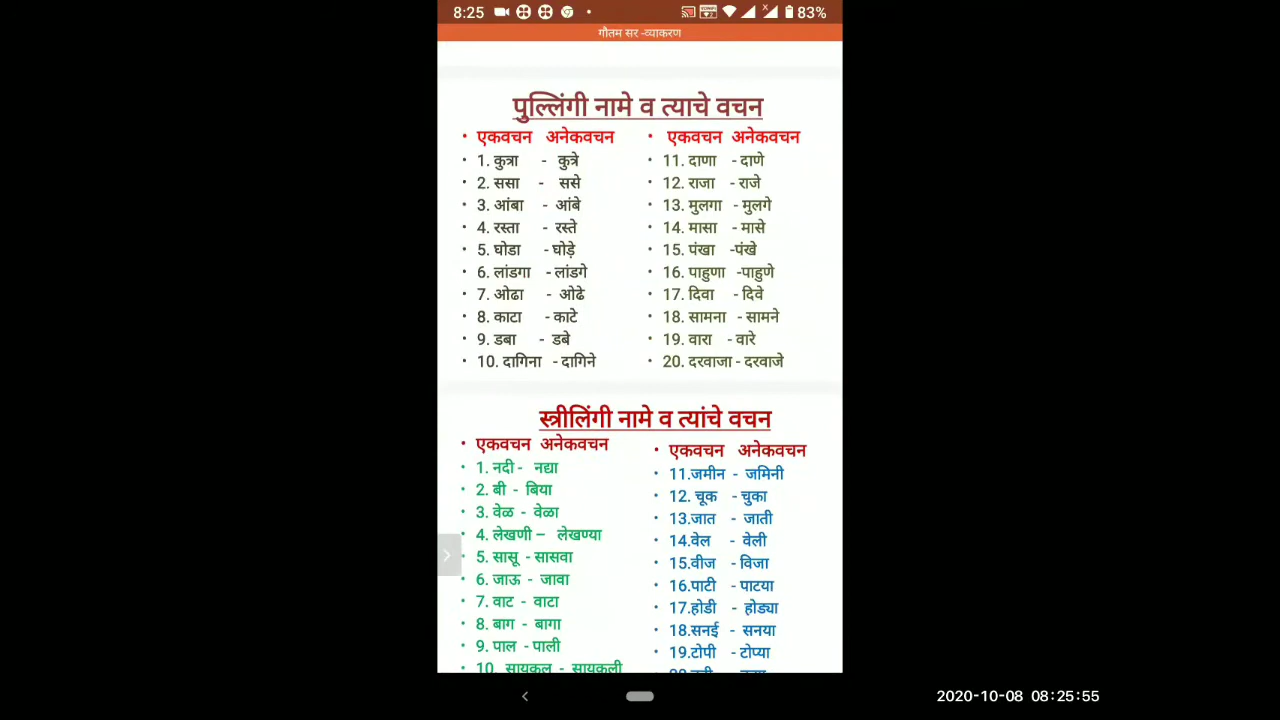 8:25 83%
गौतम सर -व्याकरण
पुल्लिंगी नामे व त्याचे वचन
• एकवचन अनेकवचन
• 1. कुत्रा - कुत्रे
• 2. ससा - ससे
• 3. आंबा - आंबे
• 4. रस्ता - रस्ते
• 5. घोडा -घोड़े
• 6. लांडगा - लांडगे
• 7. ओढा - ओढे
• 8. काटा - काटे
• 9. डबा - डबे
• 10. दागिना - दागिने
• एकवचन अनेकवचन
• 11. दाणा - दाणे
• 12. राजा - राजे
• 13. मुलगा - मुलगे
• 14. मासा - मासे
• 15. पंखा -पंखे
• 16. पाहुणा -पाहुणे
• 17. दिवा - दिवे
• 18. सामना - सामने
• 19. वारा - वारे
• 20. दरवाजा - दरवाजे
स्त्रीलिंगी नामे व त्यांचे वचन
• एकवचन अनेकवचन
• 1. नदी - नद्या
• 2. बी - बिया
• 3. वेळ - वेळा
• 4. लेखणी – लेखण्या
• 5. सासू - सासवा
• 6. जाऊ - जावा
• 7. वाट - वाटा
• 8. बाग - बागा
• 9. पाल - पाली
• 10. सायकल - सायकली
• एकवचन अनेकवचन
• 11.जमीन - जमिनी
• 12. चूक - चुका
• 13.जात - जाती
• 14.वेल - वेली
• 15.वीज - विजा
• 16.पाटी - पाटया
• 17.होडी - होड्या
• 18.सनई - सनया
• 19.टोपी - टोप्या
2020-10-08 08:25:55